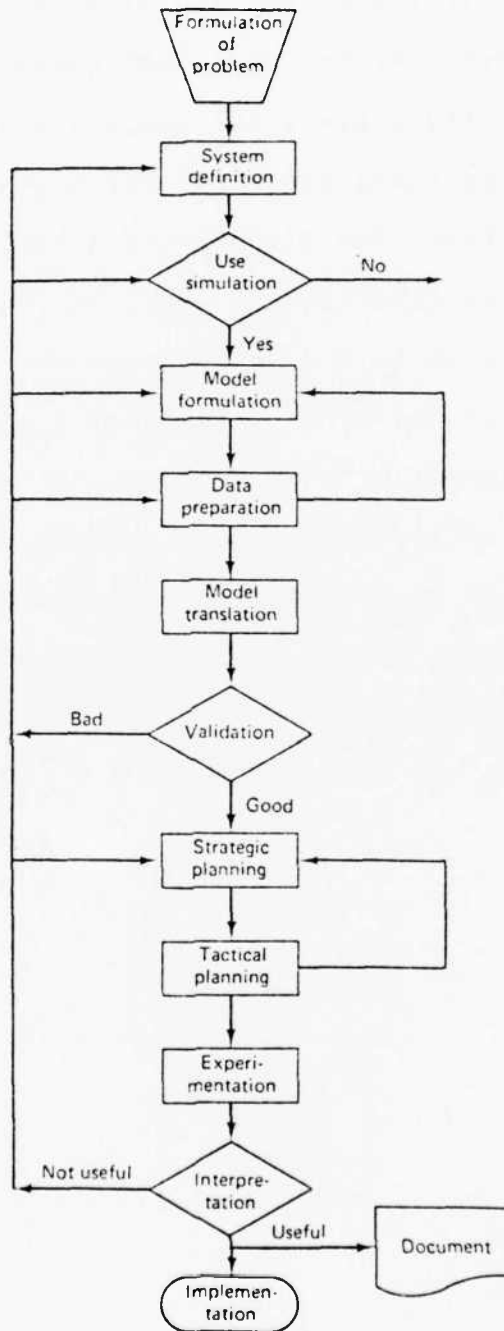 Formulation
of
problem
System
definition
Use
simulation
No
Yes
Model
formulation
Data
preparation
Model
translation
Bad
Validation
Good
Strategic
planning
Tactical
planning
Experi-
mentation
Not useful
Interpre-
tation
Useful
Document
Implemen-
tation